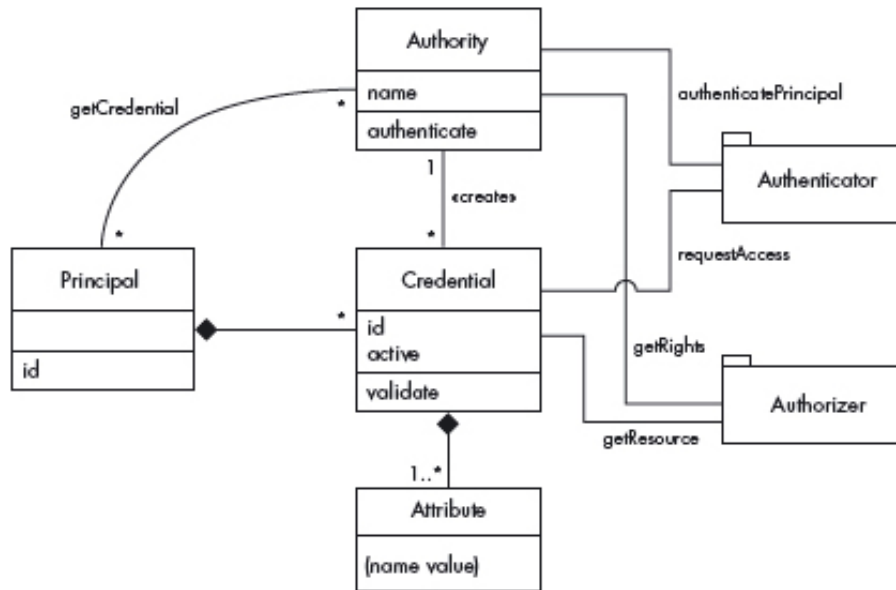 Authority
name
authenticate
getCredential
*
*
authenticatePrincipal
Authenticator
1
«create»
*
requestAccess
Principal
id
*
Credential
id
active
validate
getRights
Authorizer
getResource
1..*
Attribute
(name value)